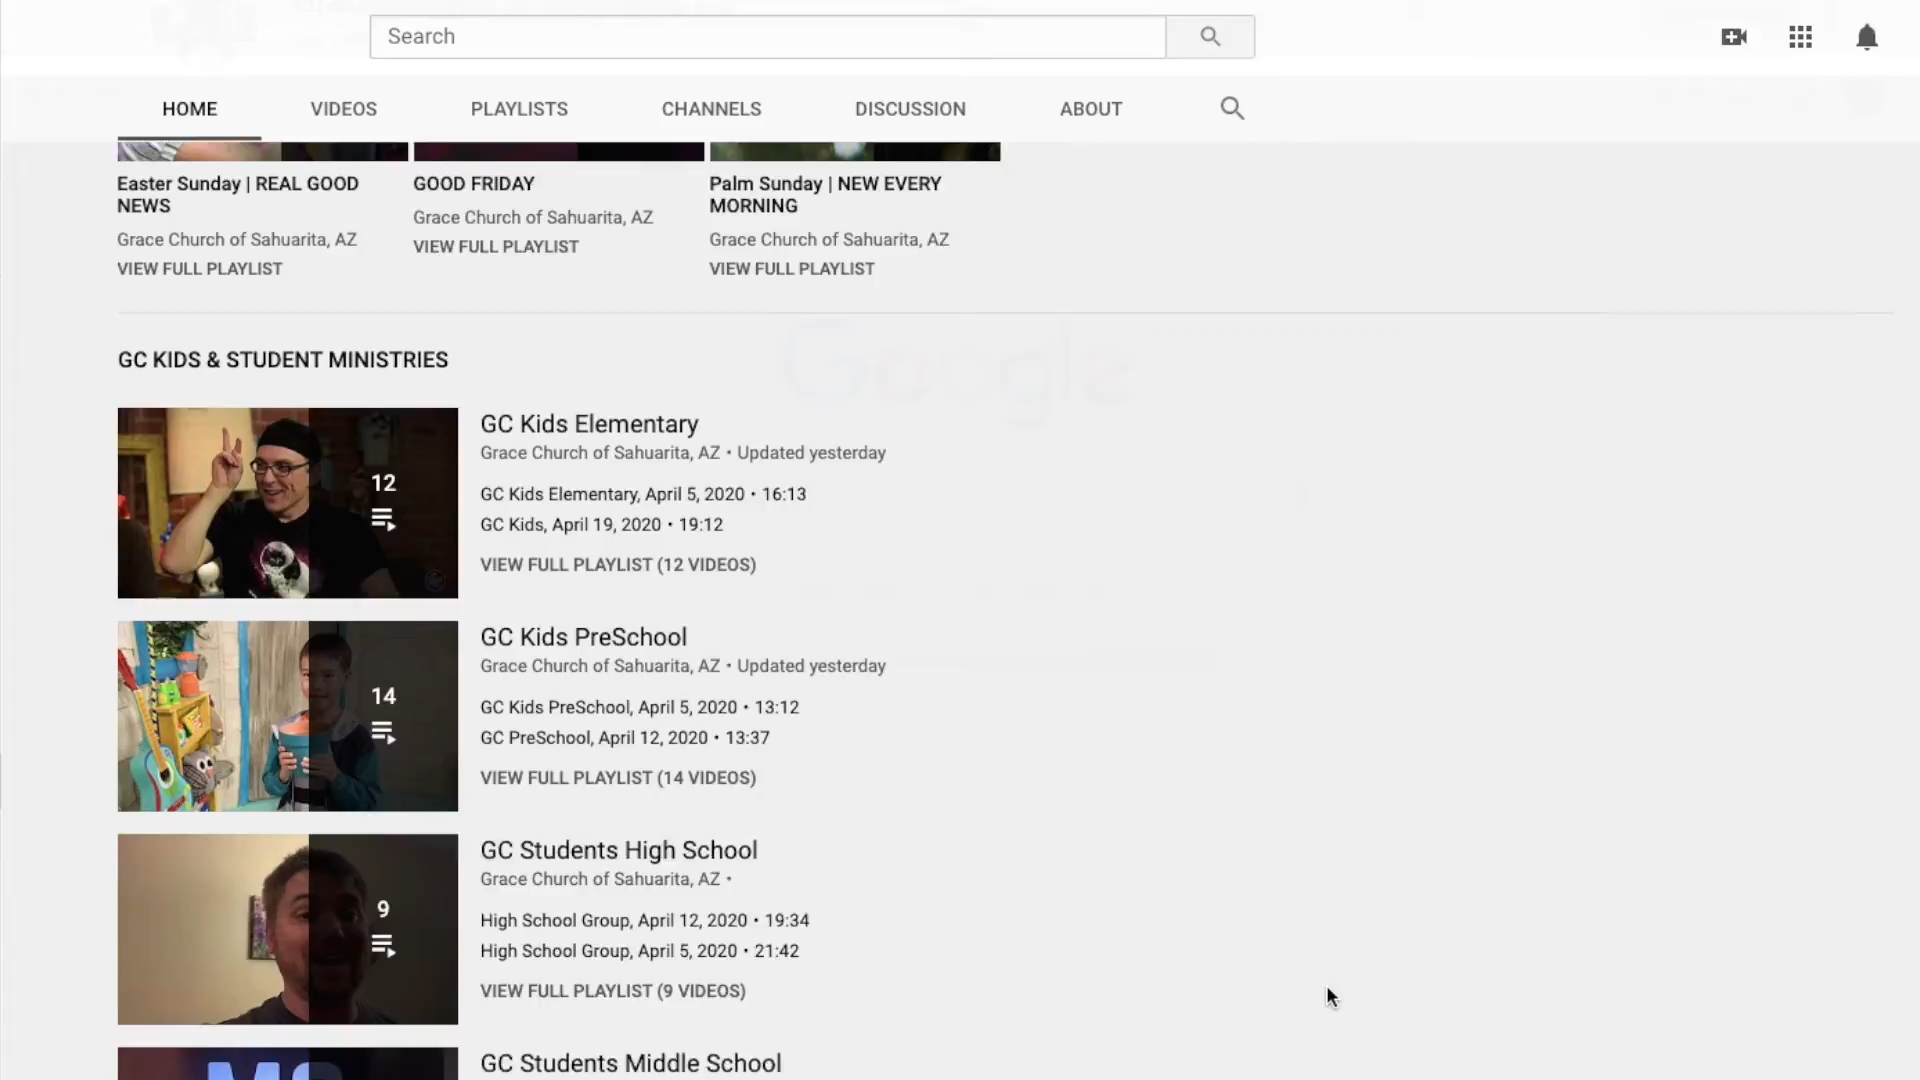 Search
HOME
VIDEOS
PLAYLISTS
CHANNELS
DISCUSSION
ABOUT
Easter Sunday | REAL GOOD
NEWS
Grace Church of Sahuarita, AZ
VIEW FULL PLAYLIST
GOOD FRIDAY
Grace Church of Sahuarita, AZ
VIEW FULL PLAYLIST
Palm Sunday | NEW EVERY
MORNING
Grace Church of Sahuarita, AZ
VIEW FULL PLAYLIST
Google
GC KIDS & STUDENT MINISTRIES
12
GC Kids Elementary
Grace Church of Sahuarita, AZ • Updated yesterday
GC Kids Elementary, April 5, 2020 • 16:13
GC Kids, April 19, 2020 • 19:12
VIEW FULL PLAYLIST (12 VIDEOS)
14
GC Kids PreSchool
Grace Church of Sahuarita, AZ • Updated yesterday
GC Kids PreSchool, April 5, 2020 • 13:12
GC PreSchool, April 12, 2020 • 13:37
VIEW FULL PLAYLIST (14 VIDEOS)
9
GC Students High School
Grace Church of Sahuarita, AZ •
High School Group, April 12, 2020 • 19:34
High School Group, April 5, 2020 • 21:42
VIEW FULL PLAYLIST (9 VIDEOS)
GC Students Middle School